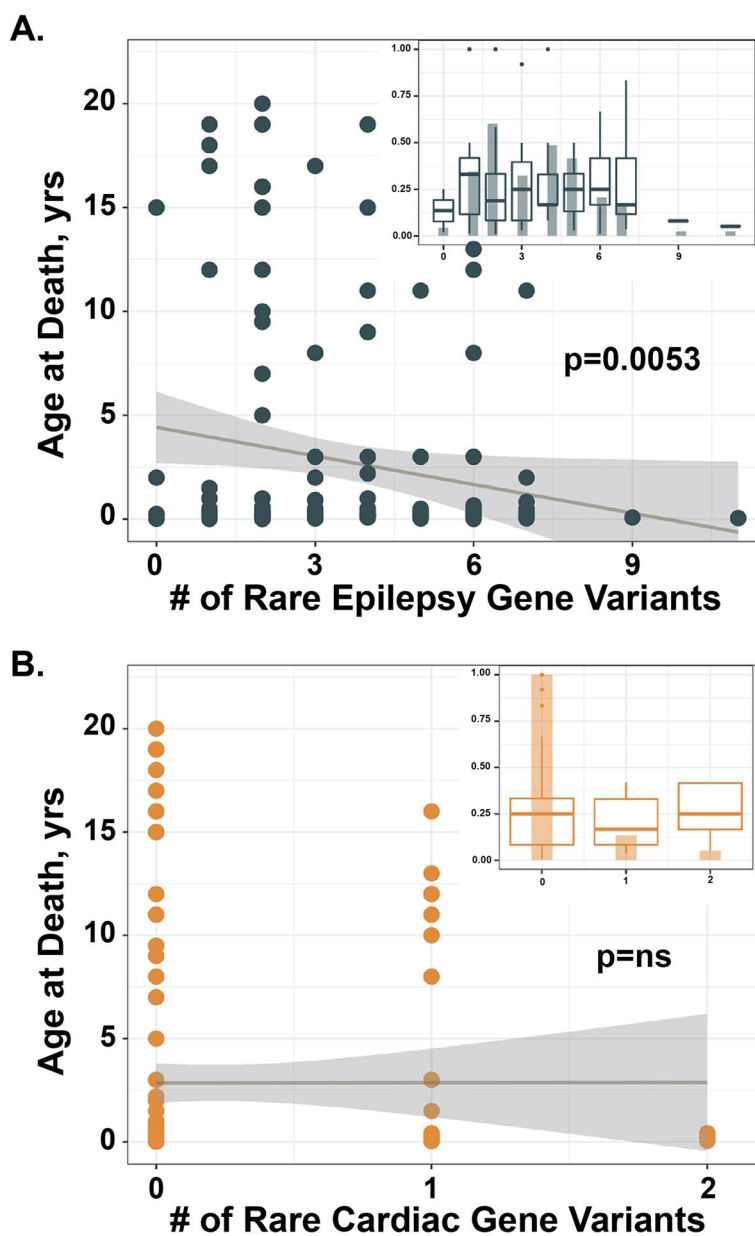 A.
Age at Death, yrs
20
15
10
5
0
0 3 6 9
# of Rare Epilepsy Gene Variants
p=0.0053
1.00
0.75
0.50
0.25
0.00
0 3 6 9
B.
Age at Death, yrs
20
15
10
5
0
0 1 2
# of Rare Cardiac Gene Variants
p=ns
1.00
0.75
0.50
0.25
0.00
0 1 2